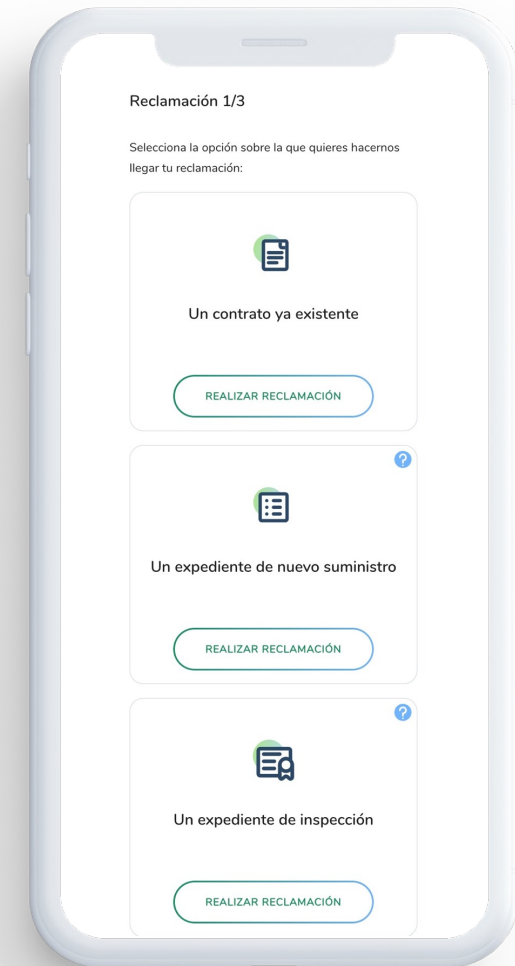 Reclamación 1/3
Selecciona la opción sobre la que quieres hacernos
llegar tu reclamación:
Un contrato ya existente
REALIZAR RECLAMACIÓN
?
Un expediente de nuevo suministro
REALIZAR RECLAMACIÓN
?
Un expediente de inspección
REALIZAR RECLAMACIÓN